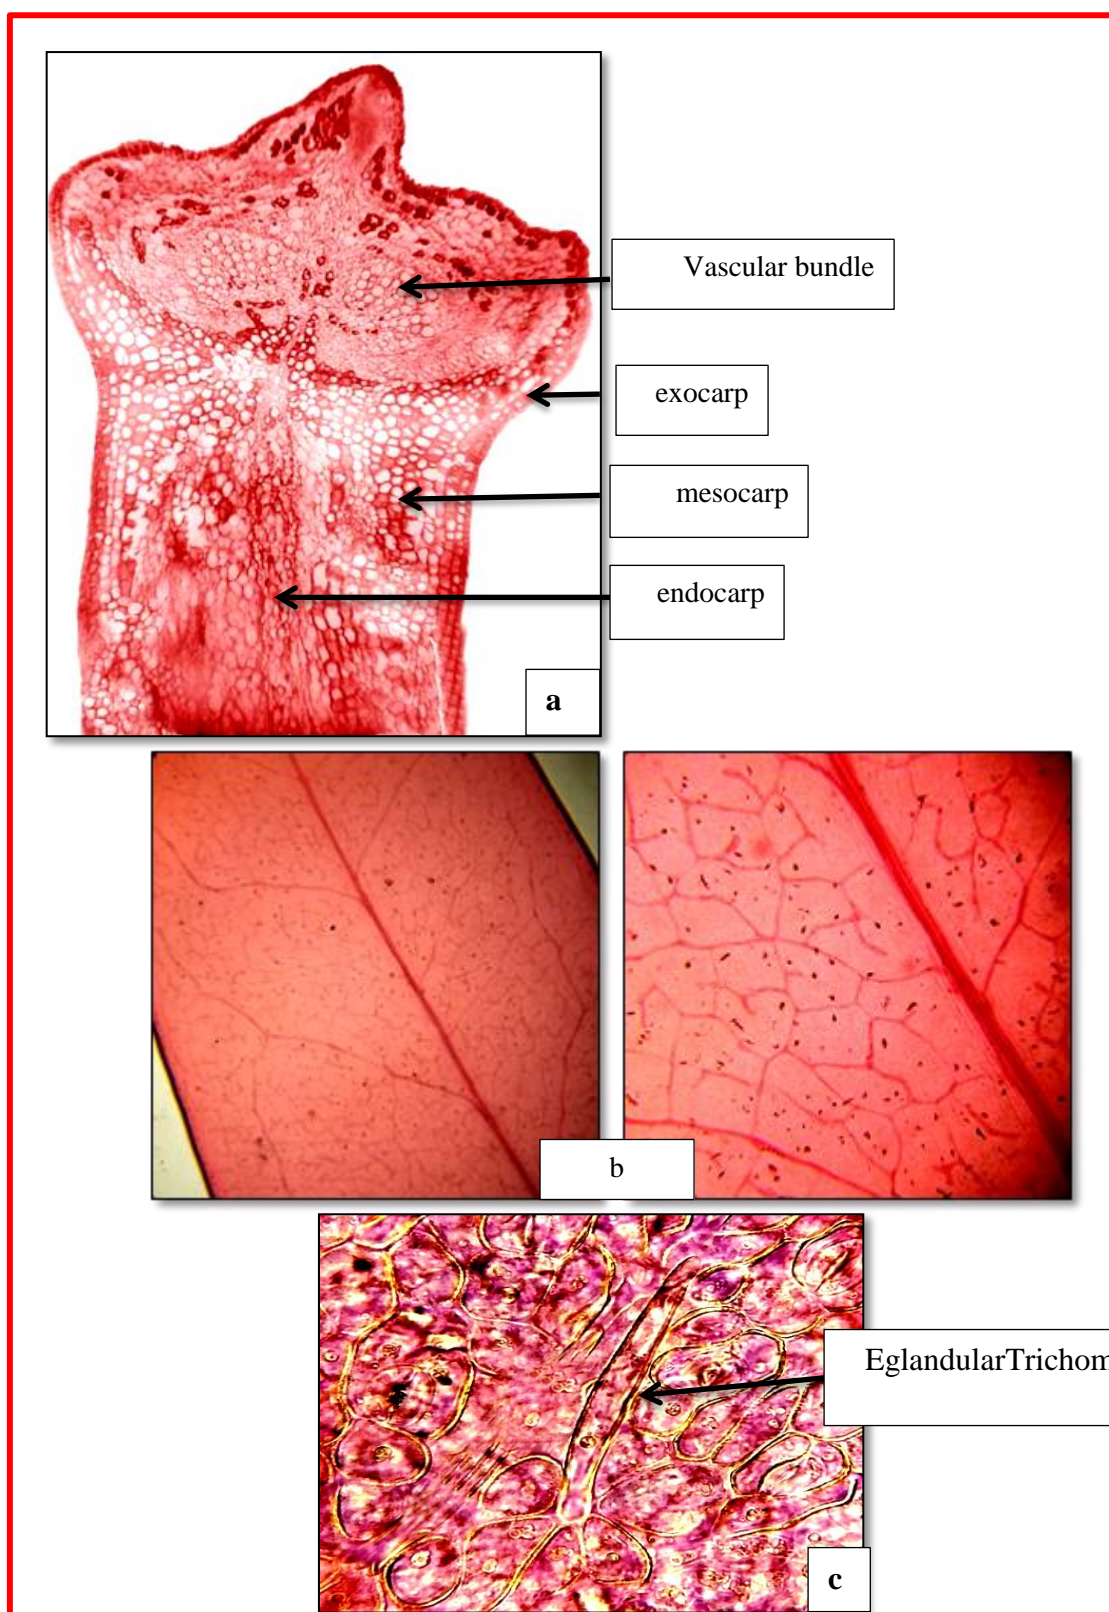 Vascular bundle
exocarp
mesocarp
endocarp
a
b
EglandularTrichom
c